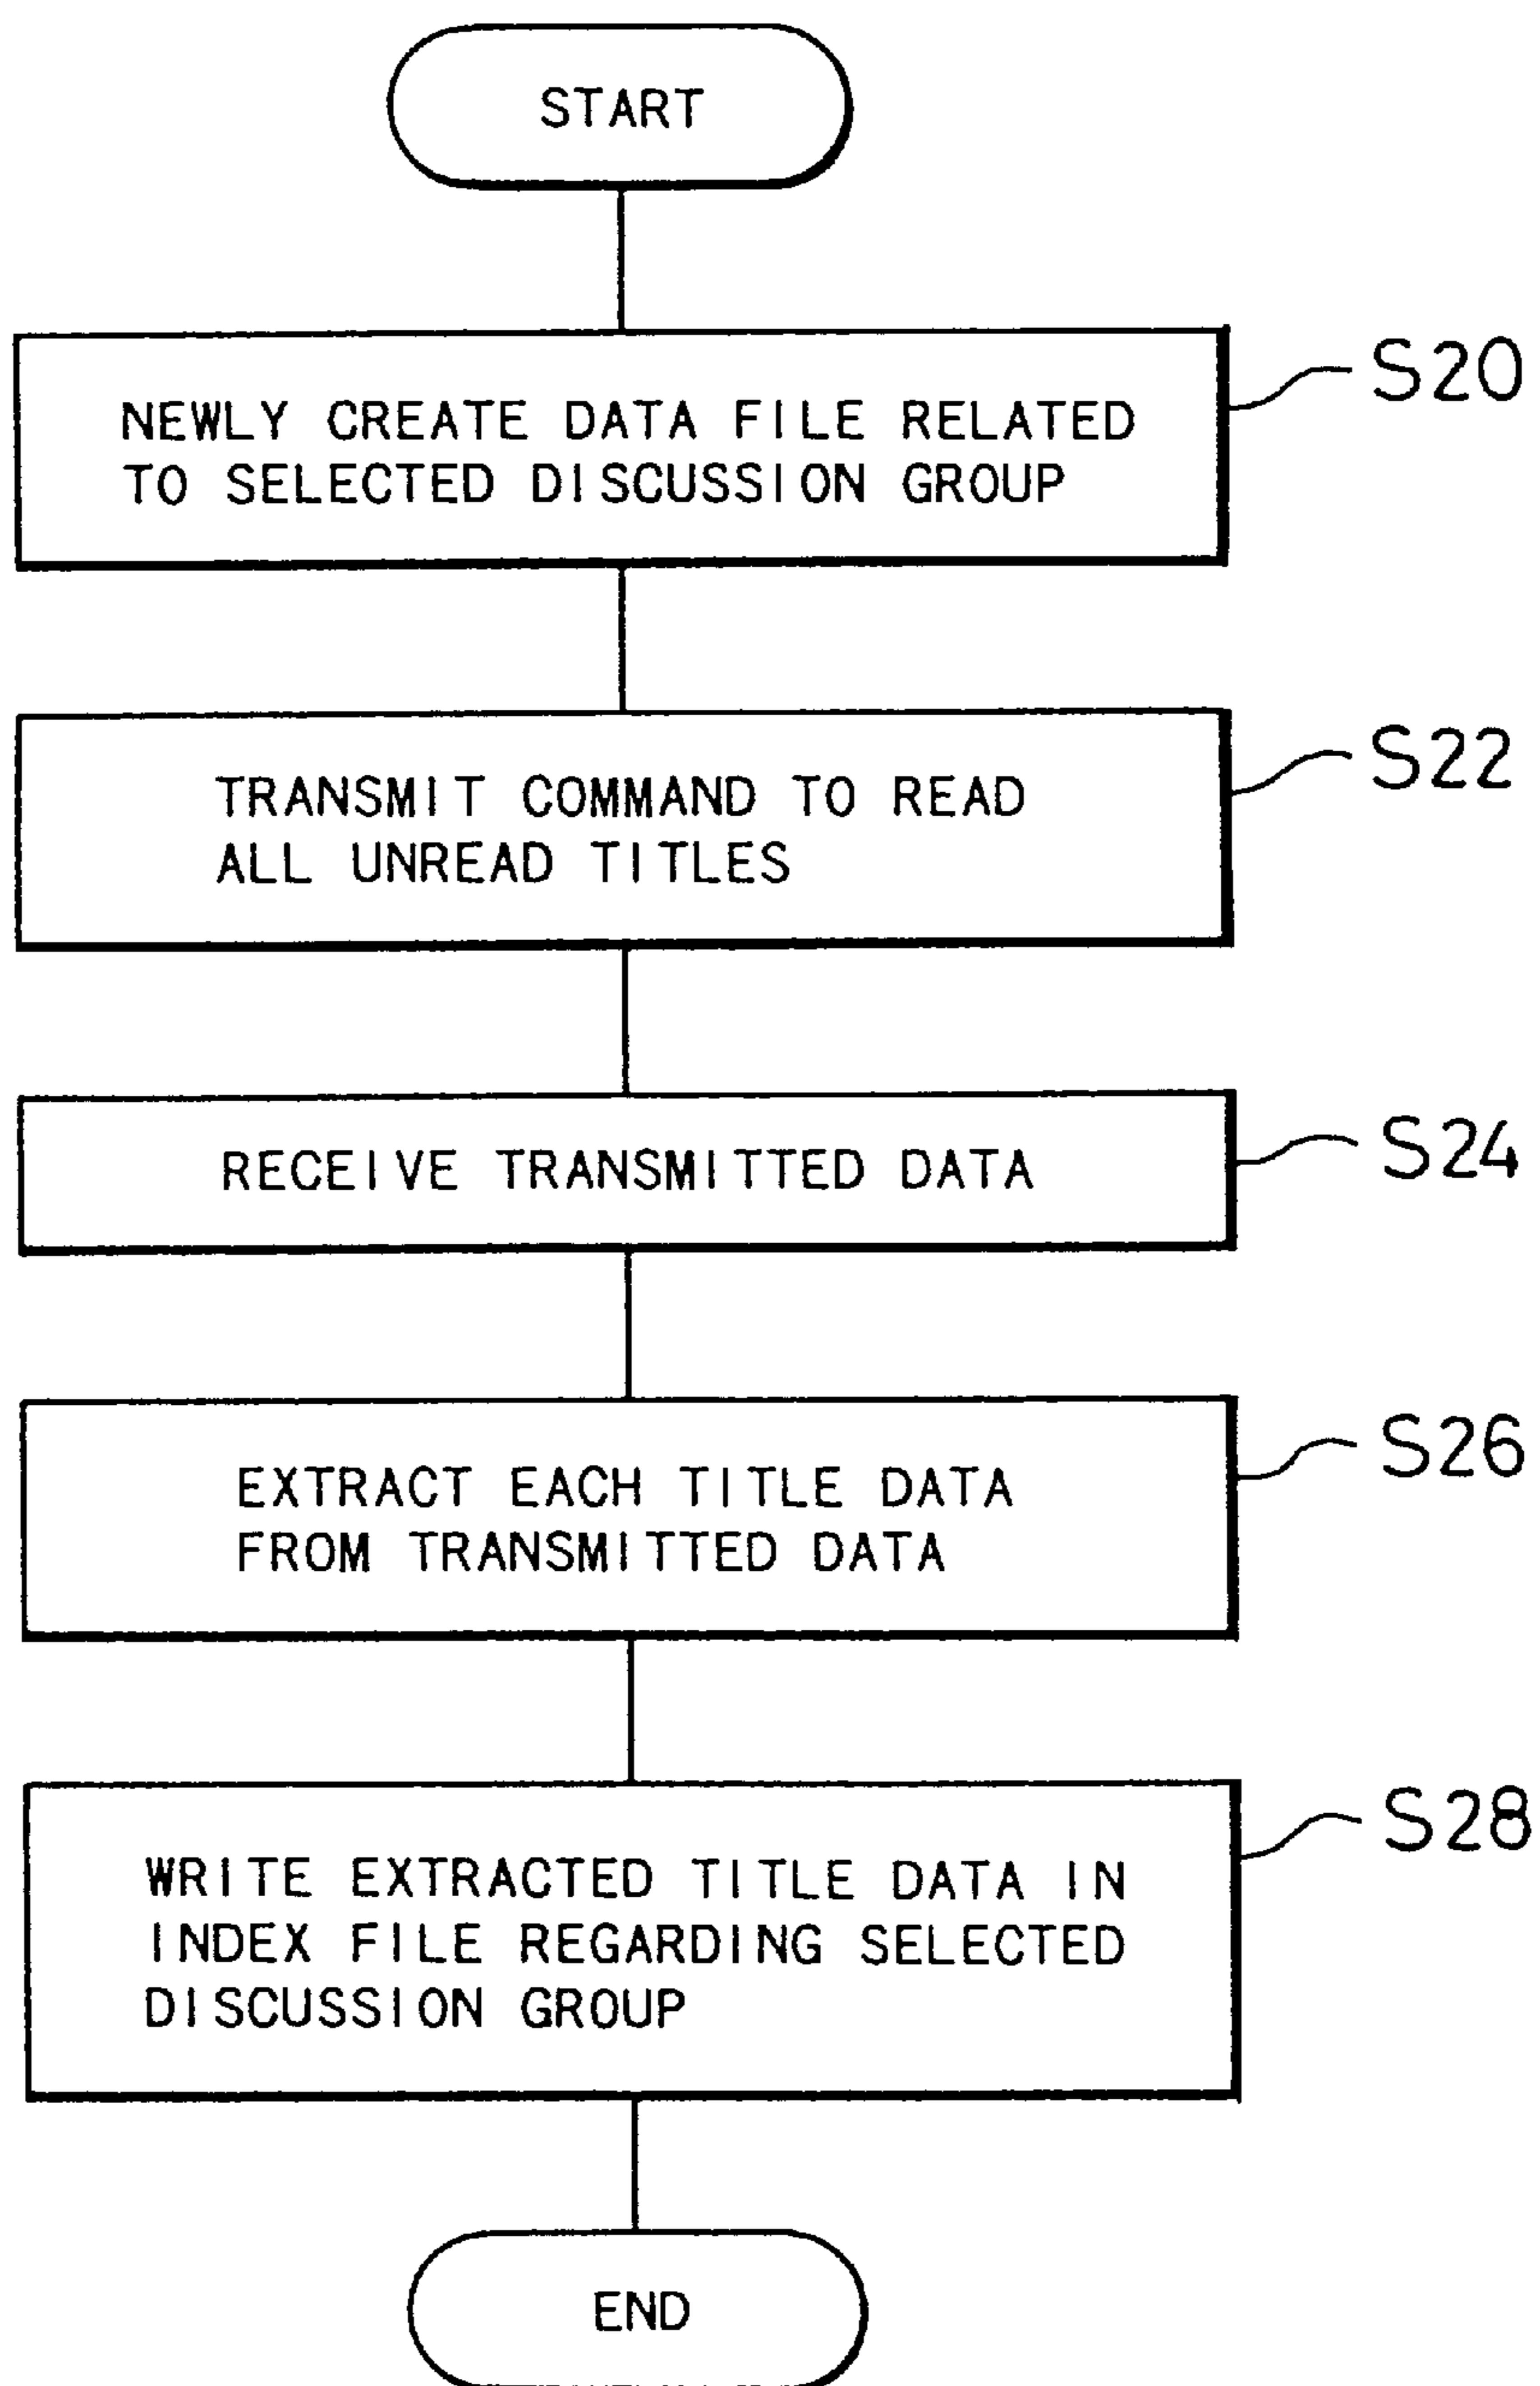 START
NEWLY CREATE DATA FILE RELATED
TO SELECTED DISCUSSION GROUP
S20
TRANSMIT COMMAND TO READ
ALL UNREAD TITLES
S22
RECEIVE TRANSMITTED DATA
S24
EXTRACT EACH TITLE DATA
FROM TRANSMITTED DATA
S26
WRITE EXTRACTED TITLE DATA IN
INDEX FILE REGARDING SELECTED
DISCUSSION GROUP
S28
END